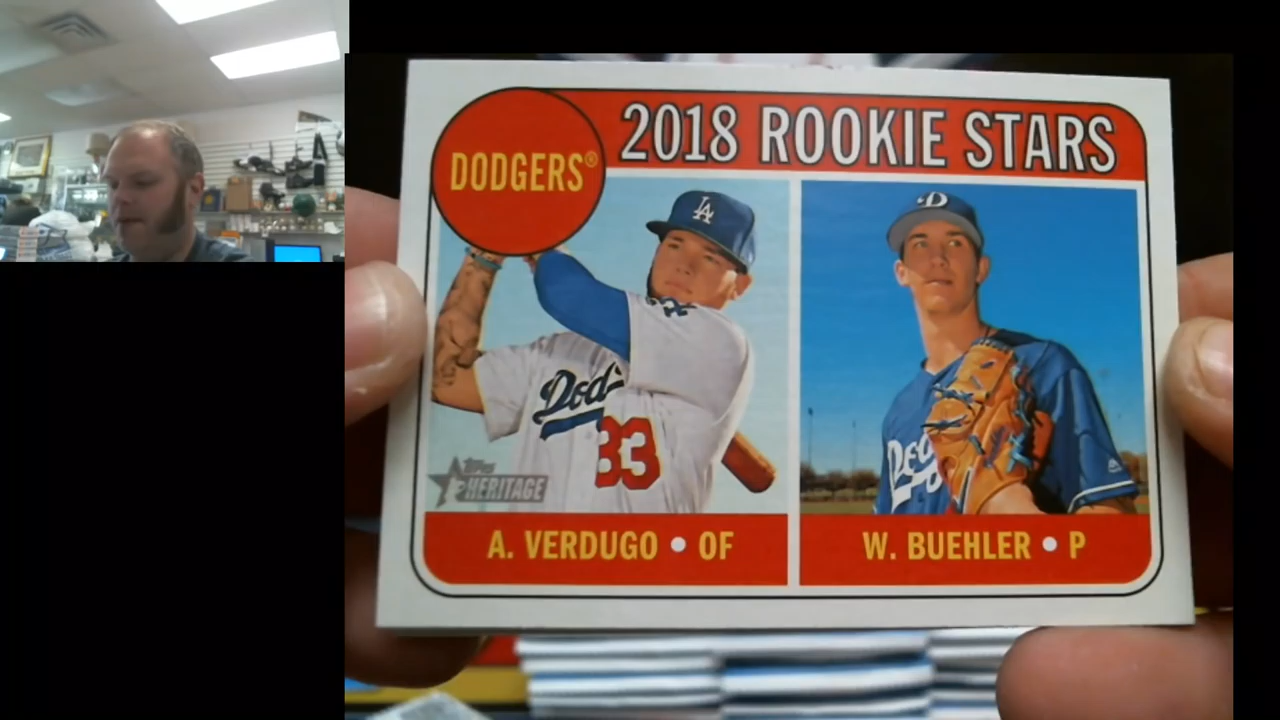 2018 ROOKIE STARS
DODGERS®
LA
D
Dod
33
Topps
HERITAGE
A. VERDUGO • OF
W. BUEHLER • P